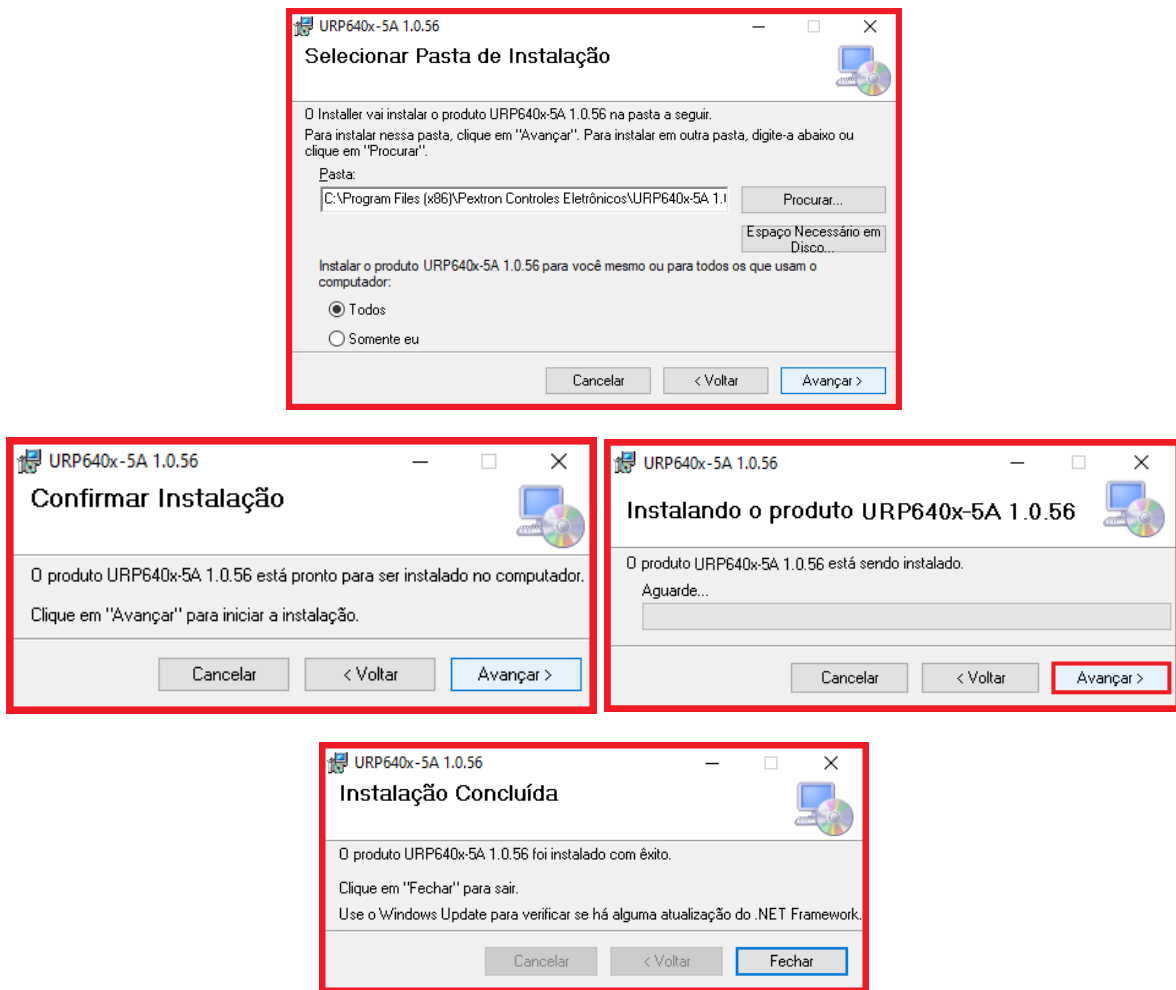 URP640x-5A 1.0.56
Selecionar Pasta de Instalação
O Installer vai instalar o produto URP640x-5A 1.0.56 na pasta a seguir.
Para instalar nessa pasta, clique em "Avançar". Para instalar em outra pasta, digite-a abaixo ou
clique em "Procurar".
Pasta:
C:\Program Files (x86)\Pextron Controles Eletrônicos\URP640x-5A 1.
Procurar...
Espaço Necessário em
Disco...
Instalar o produto URP640x-5A 1.0.56 para você mesmo ou para todos os que usam o
computador:
Todos
Somente eu
Cancelar
< Voltar
Avançar >
URP640x-5A 1.0.56
Confirmar Instalação
O produto URP640x-5A 1.0.56 está pronto para ser instalado no computador.
Clique em "Avançar" para iniciar a instalação.
Cancelar
< Voltar
Avançar >
URP640x-5A 1.0.56
Instalando o produto URP640x-5A 1.0.56
O produto URP640x-5A 1.0.56 está sendo instalado.
Aguarde...
Cancelar
< Voltar
Avançar >
URP640x-5A 1.0.56
Instalação Concluída
O produto URP640x-5A 1.0.56 foi instalado com êxito.
Clique em "Fechar" para sair.
Use o Windows Update para verificar se há alguma atualização do .NET Framework.
Cancelar
< Voltar
Fechar